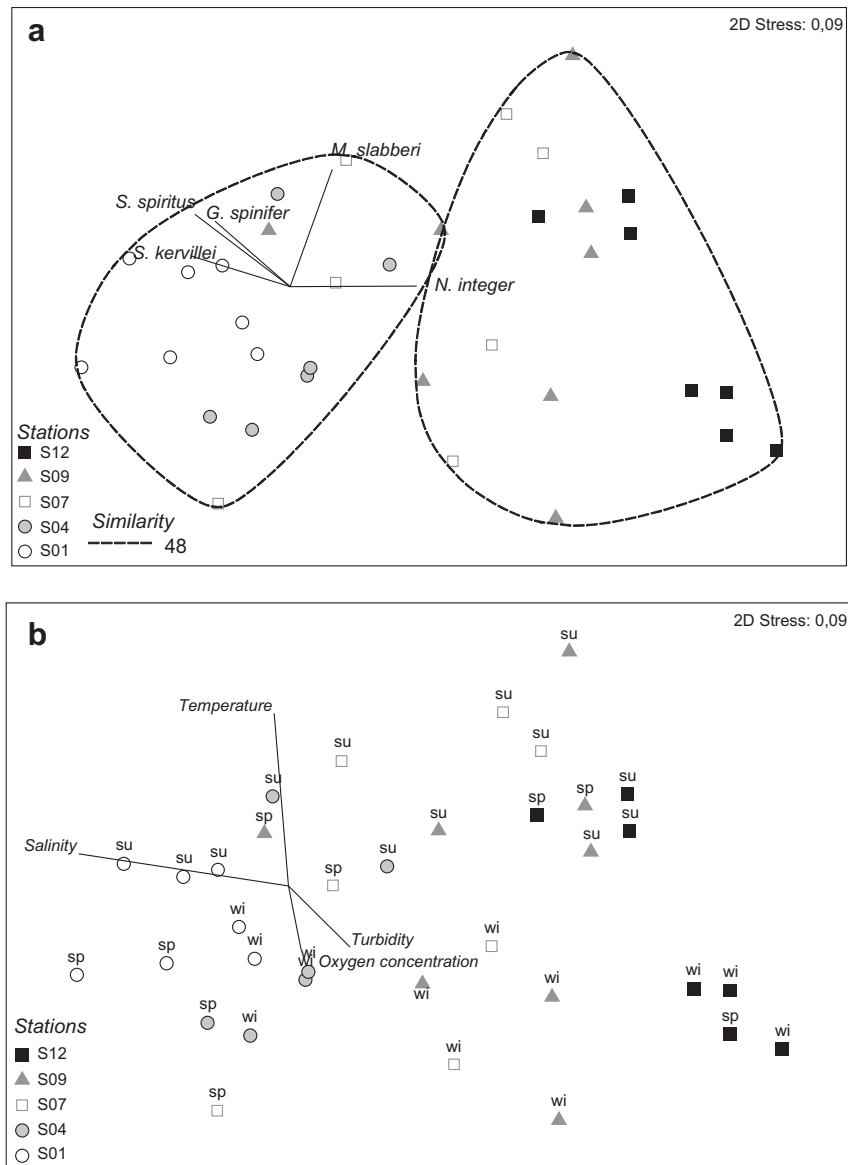 a
2D Stress: 0,09
M. slabberi
S. spiritus
G. spinifer
S. kervillei
N. integer
Stations
S12
S09
S07
S04
S01
Similarity
48
b
2D Stress: 0,09
su
su
Temperature
su
su
su
sp
su
sp
su
su
sp
su
su
Salinity
su
su
su
su
sp
wi
wi
wi
Turbidity
wi
wi
Oxygen concentration
sp
sp
wi
wi
wi
wi
sp
wi
sp
wi
wi
sp
wi
Stations
S12
S09
S07
S04
S01